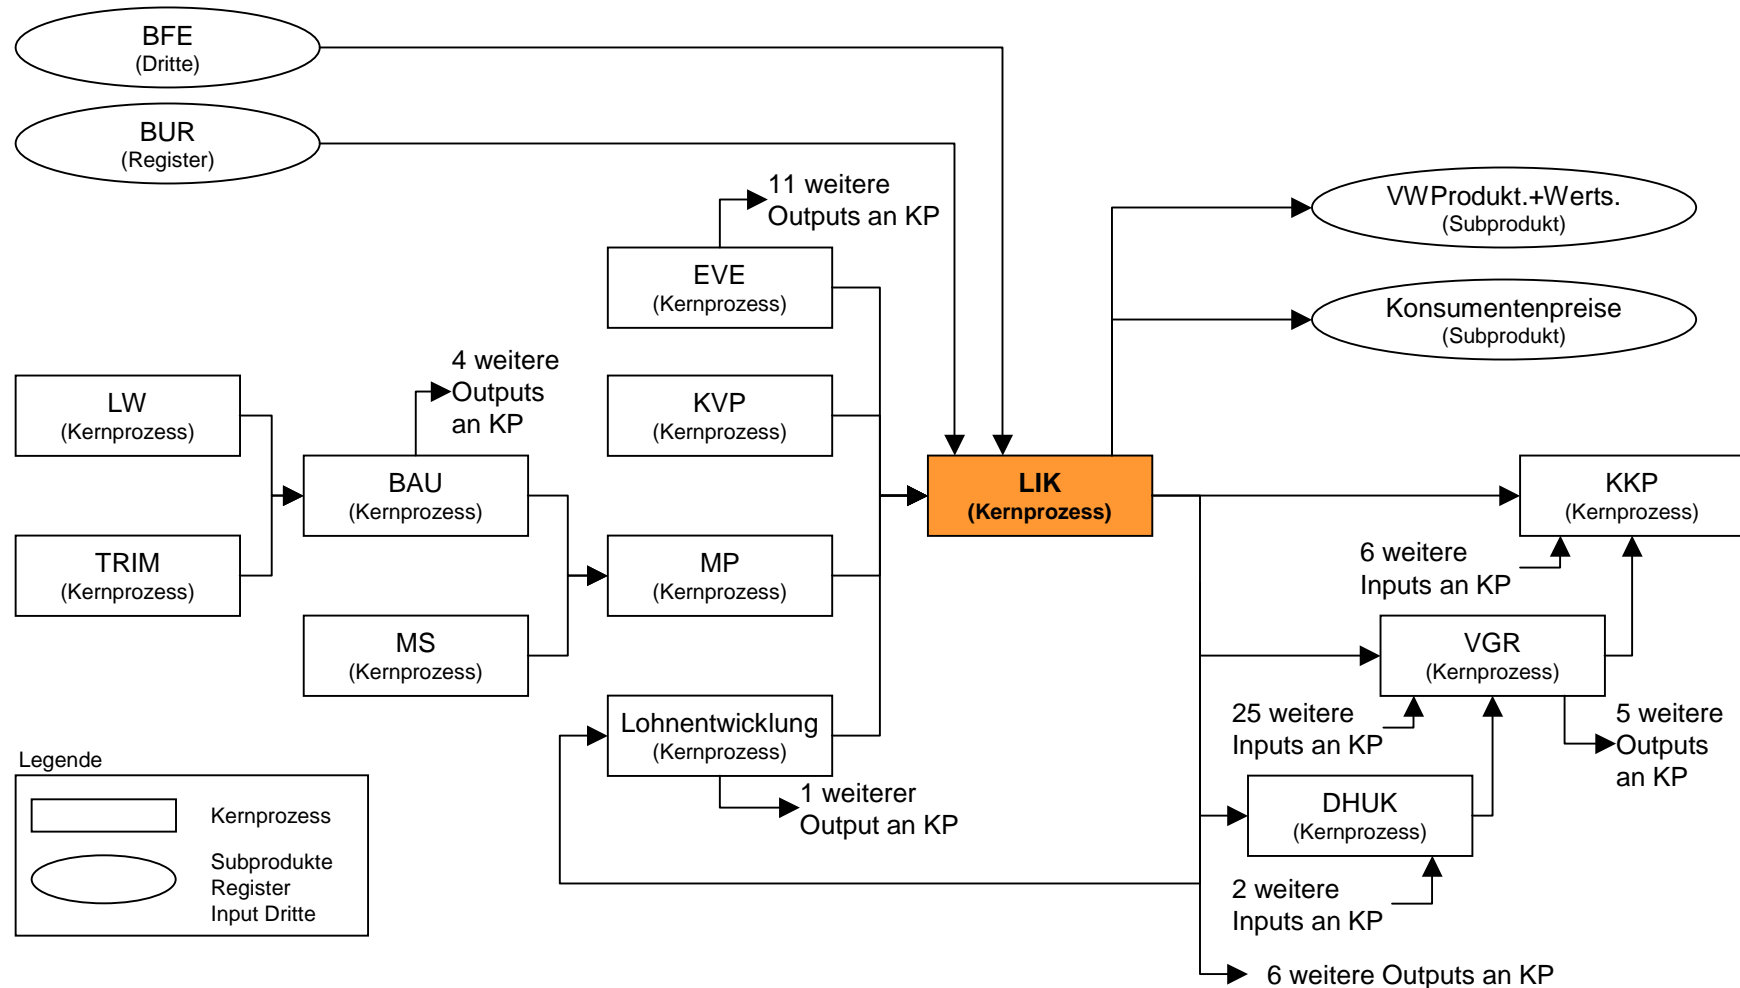 BFE
(Dritte)
BUR
(Register)
11 weitere
Outputs an KP
VWProdukt.+Werts.
(Subprodukt)
EVE
(Kernprozess)
Konsumentenpreise
(Subprodukt)
4 weitere
Outputs
an KP
LW
(Kernprozess)
KVP
(Kernprozess)
BAU
(Kernprozess)
LIK
(Kernprozess)
KKP
(Kernprozess)
TRIM
(Kernprozess)
MP
(Kernprozess)
6 weitere
Inputs an KP
MS
(Kernprozess)
VGR
(Kernprozess)
Lohnentwicklung
(Kernprozess)
25 weitere
Inputs an KP
5 weitere
Outputs
an KP
1 weiterer
Output an KP
DHUK
(Kernprozess)
2 weitere
Inputs an KP
6 weitere Outputs an KP
Legende
Kernprozess
Subprodukte
Register
Input Dritte